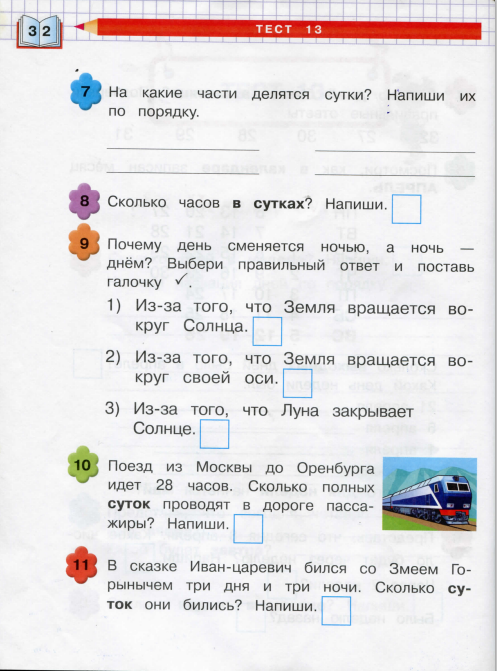 32
ТЕСТ 13
7 На какие части делятся сутки? Напиши их
по порядку.
8 Сколько часов в сутках? Напиши.
9 Почему день сменяется ночью, а ночь —
днём? Выбери правильный ответ и поставь
галочку ✓.
1) Из-за того, что Земля вращается во-
круг Солнца.
2) Из-за того, что Земля вращается во-
круг своей оси.
3) Из-за того, что Луна закрывает
Солнце.
10 Поезд из Москвы до Оренбурга
идет 28 часов. Сколько полных
суток проводят в дороге пасса-
жиры? Напиши.
11 В сказке Иван-царевич бился со Змеем Го-
рынычем три дня и три ночи. Сколько су-
ток они бились? Напиши.